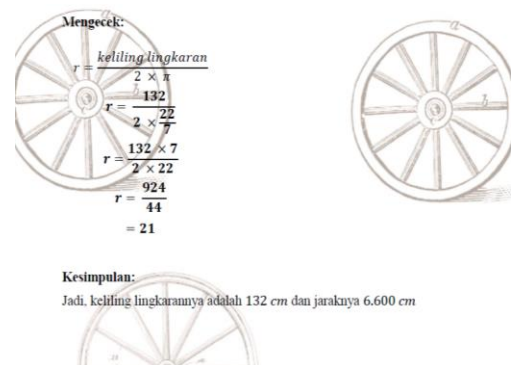 Mengecek:
r = keliling lingkaran / 2 × π
r = 132 / 2 × 22/7
r = 132 × 7 / 2 × 22
r = 924 / 44
= 21
Kesimpulan:
Jadi, keliling lingkarannya adalah 132 cm dan jaraknya 6.600 cm